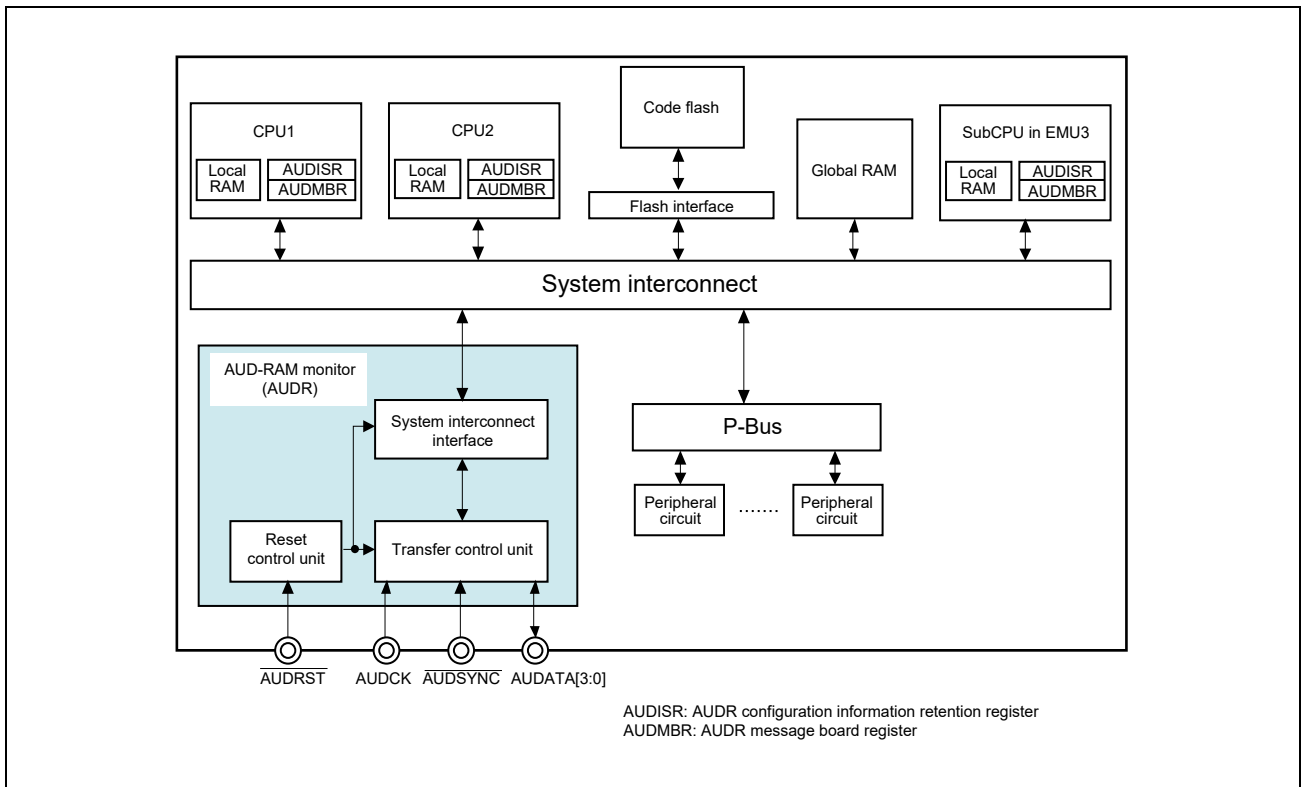 Code flash
CPU1
CPU2
SubCPU in EMU3
Local
RAM
AUDISR
AUDMBR
Local
RAM
AUDISR
AUDMBR
Global RAM
Local
RAM
AUDISR
AUDMBR
Flash interface
System interconnect
AUD-RAM monitor
(AUDR)
System interconnect
interface
P-Bus
Reset
control unit
Transfer control unit
Peripheral
circuit
.......
Peripheral
circuit
AUDRST
AUDCK
AUDSYNC
AUDATA[3:0]
AUDISR: AUDR configuration information retention register
AUDMBR: AUDR message board register